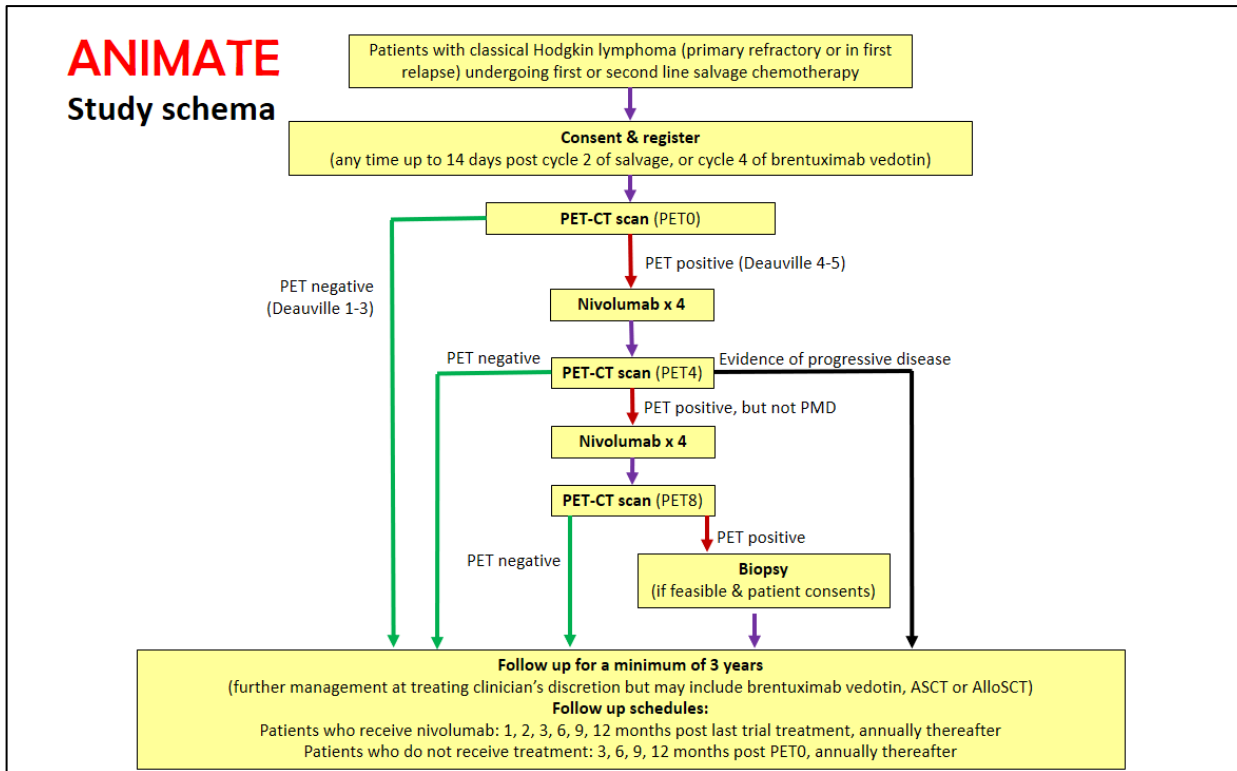 ANIMATE
Study schema
Patients with classical Hodgkin lymphoma (primary refractory or in first
relapse) undergoing first or second line salvage chemotherapy
Consent & register
(any time up to 14 days post cycle 2 of salvage, or cycle 4 of brentuximab vedotin)
PET-CT scan (PET0)
PET positive (Deauville 4-5)
PET negative
(Deauville 1-3)
Nivolumab x 4
PET negative
PET-CT scan (PET4)
Evidence of progressive disease
PET positive, but not PMD
Nivolumab x 4
PET-CT scan (PET8)
PET negative
PET positive
Biopsy
(if feasible & patient consents)
Follow up for a minimum of 3 years
(further management at treating clinician's discretion but may include brentuximab vedotin, ASCT or AlloSCT)
Follow up schedules:
Patients who receive nivolumab: 1, 2, 3, 6, 9, 12 months post last trial treatment, annually thereafter
Patients who do not receive treatment: 3, 6, 9, 12 months post PET0, annually thereafter